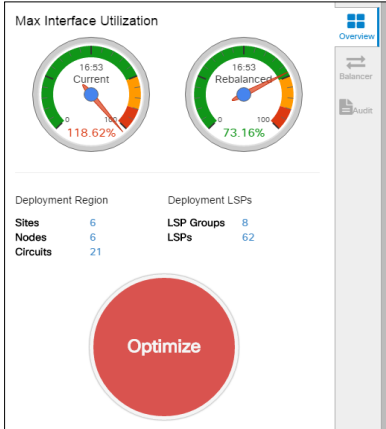 Max Interface Utilization
Overview
16:53
Current
0
100
118.62%
16:53
Rebalanced
0
100
73.16%
Balancer
Audit
Deployment Region
Deployment LSPs
Sites 6
LSP Groups 8
Nodes 6
LSPs 62
Circuits 21
Optimize